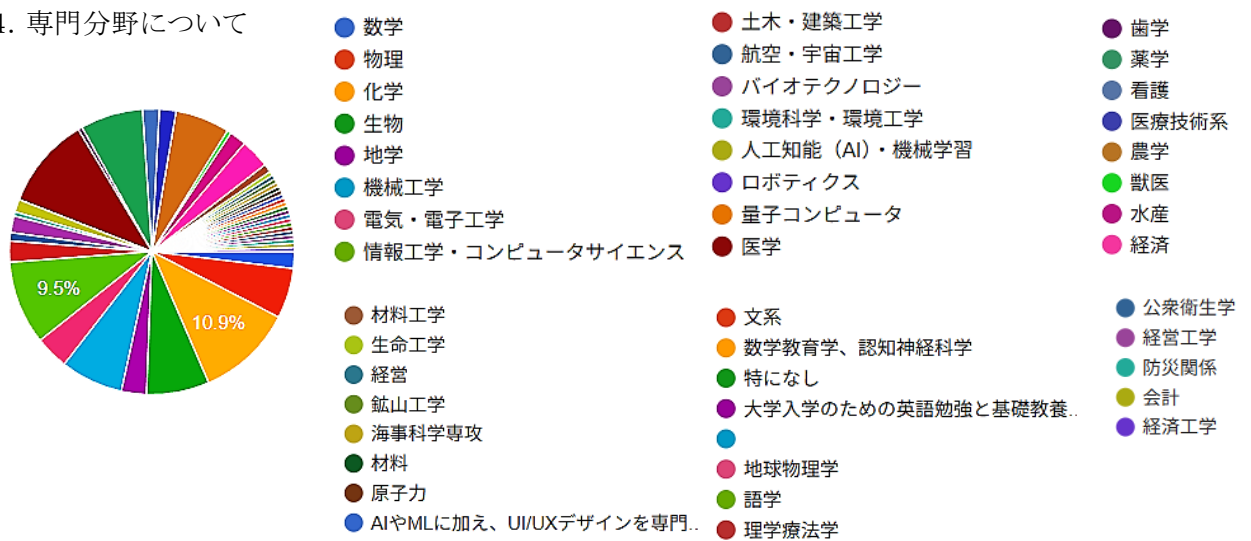 4. 専門分野について
数学
物理
化学
生物
地学
機械工学
電気・電子工学
情報工学・コンピュータサイエンス
土木・建築工学
航空・宇宙工学
バイオテクノロジー
環境科学・環境工学
人工知能（AI）・機械学習
ロボティクス
量子コンピュータ
医学
歯学
薬学
看護
医療技術系
農学
獣医
水産
経済
9.5%
10.9%
材料工学
生命工学
経営
鉱山工学
海事科学専攻
材料
原子力
AIやMLに加え、UI/UXデザインを専門..
文系
数学教育学、認知神経科学
特になし
大学入学のための英語勉強と基礎教養..
地球物理学
語学
理学療法学
公衆衛生学
経営工学
防災関係
会計
経済工学